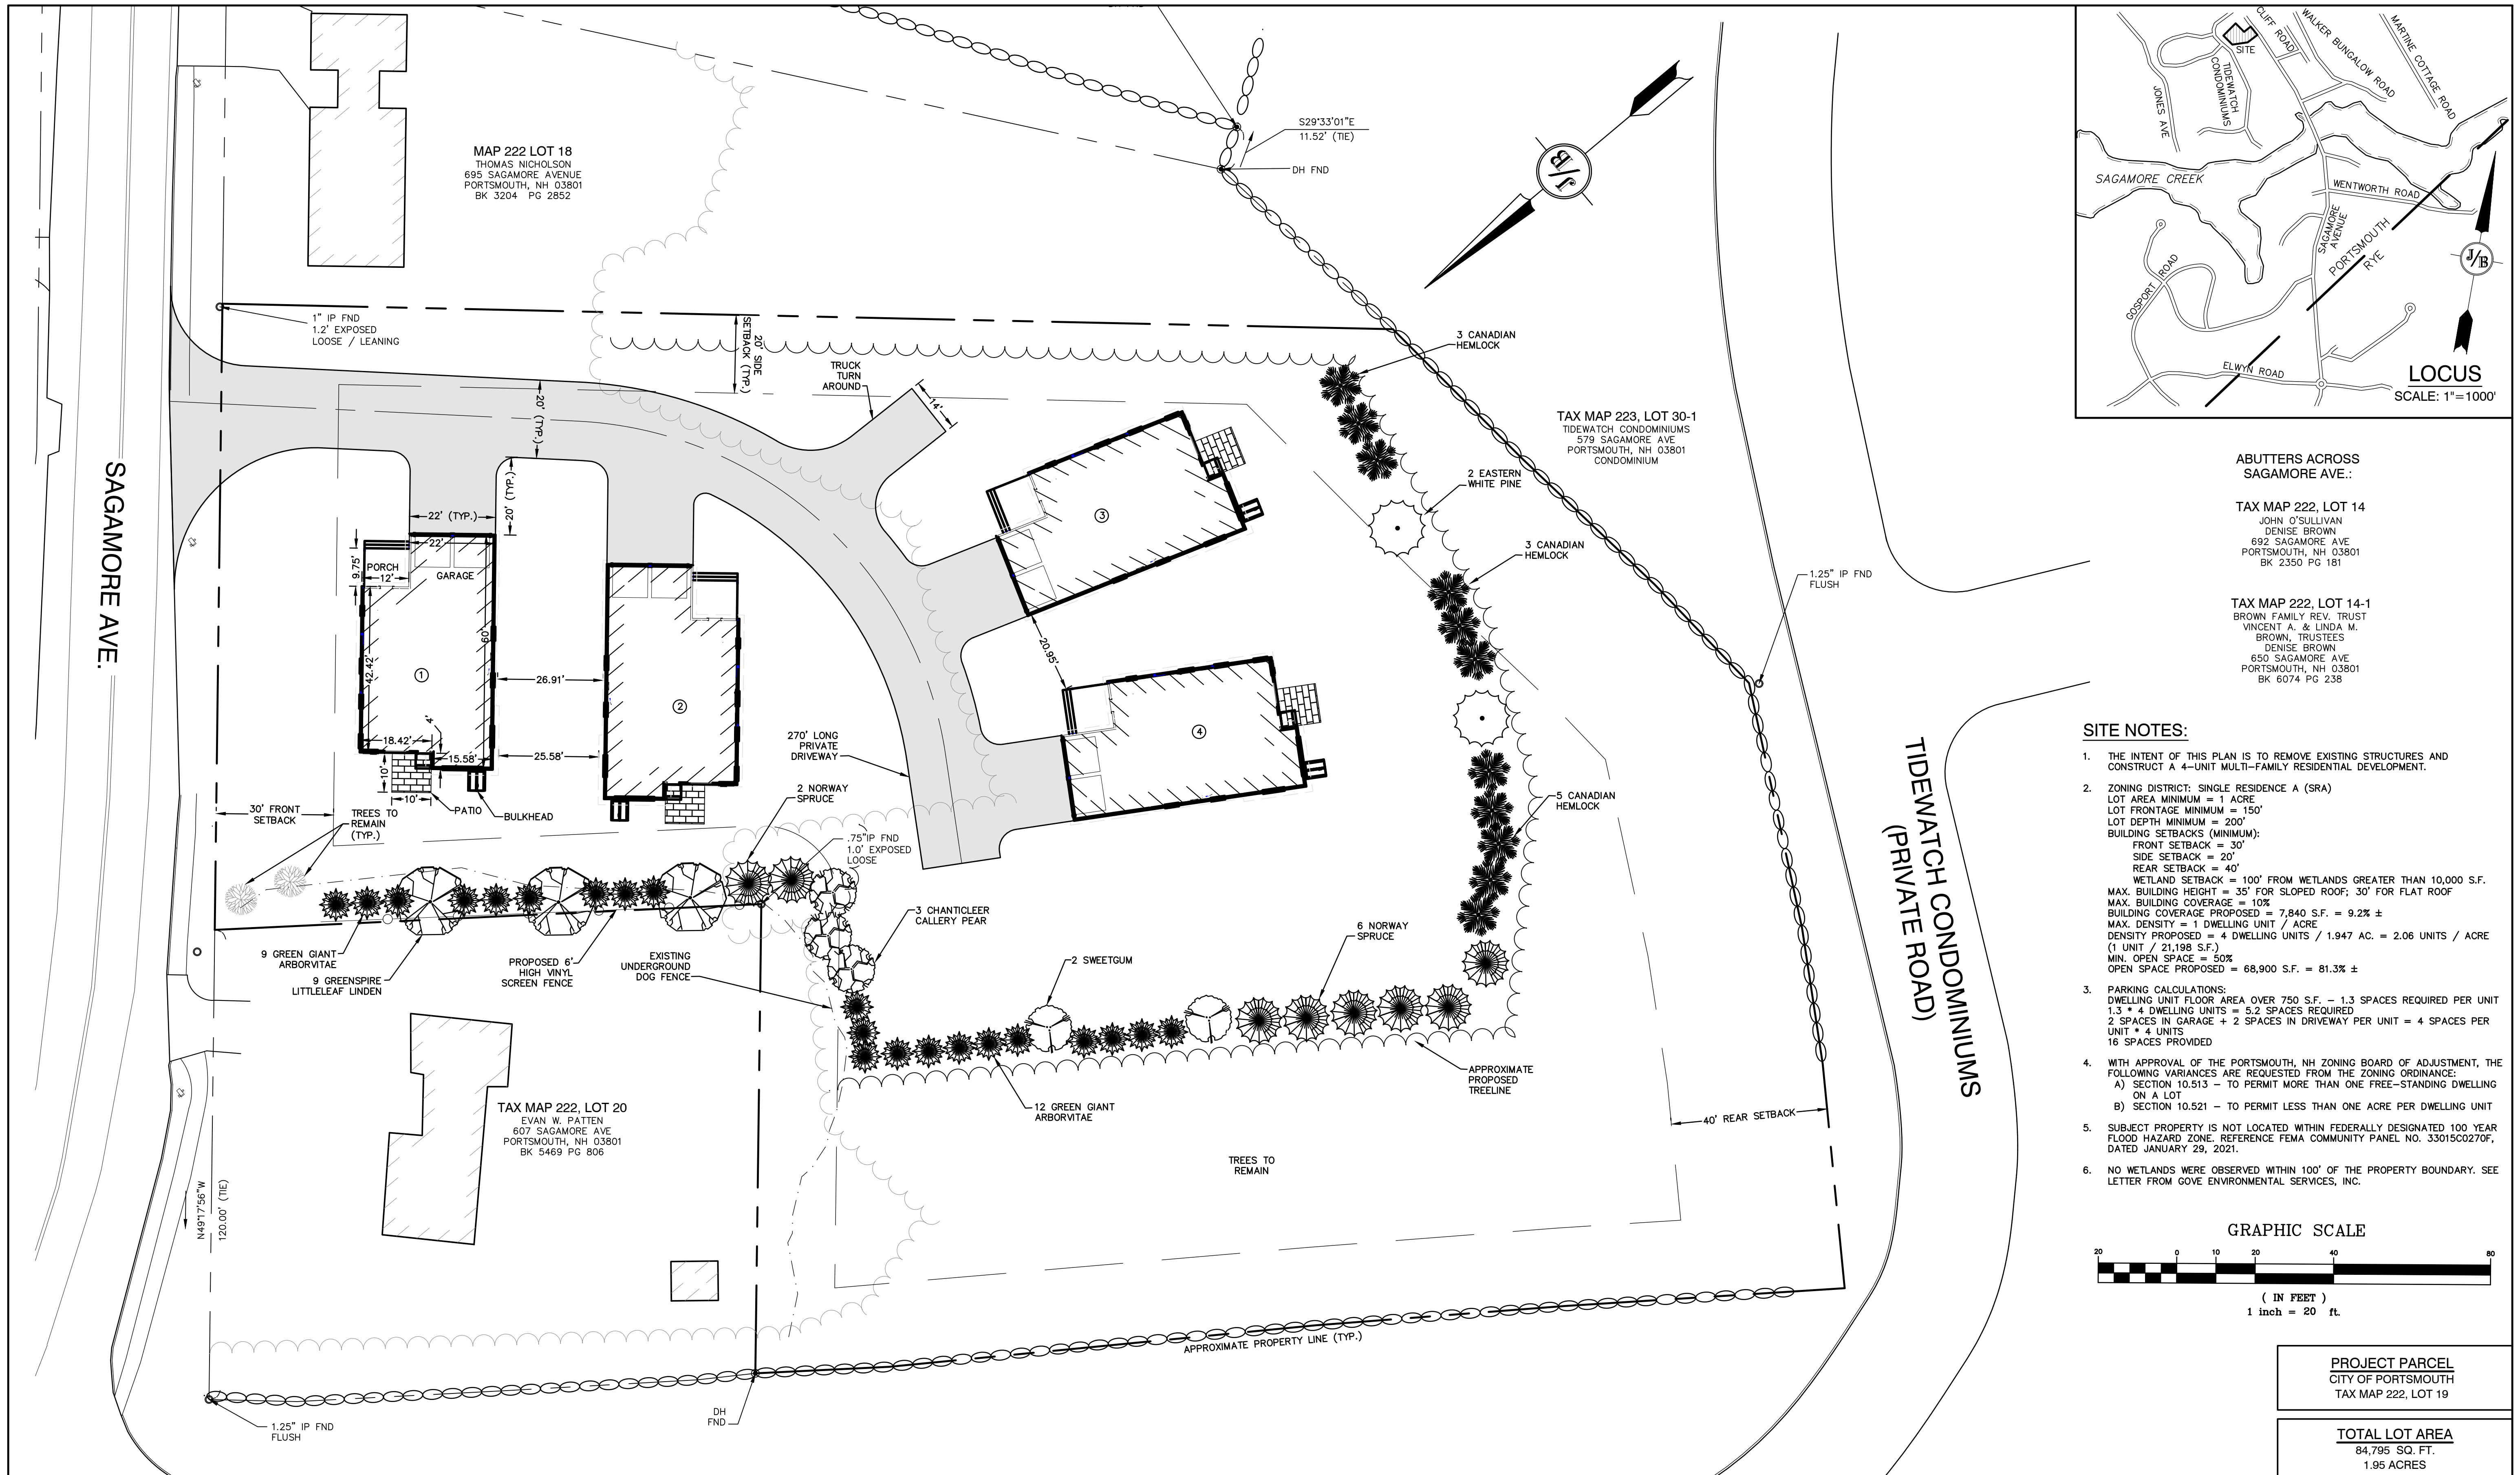 MAP 222 LOT 18
THOMAS NICHOLSON
695 SAGAMORE AVENUE
PORTSMOUTH, NH 03801
BK 3204 PG 2852
S29°33'01"E
11.52' (TIE)
DH FND
J/B
1" IP FND
1.2' EXPOSED
LOOSE / LEANING
20' SIDE
SETBACK (TYP.)
TRUCK
TURN
AROUND
14'
20' (TYP.)
3 CANADIAN
HEMLOCK
TAX MAP 223, LOT 30-1
TIDEWATCH CONDOMINIUMS
579 SAGAMORE AVE
PORTSMOUTH, NH 03801
CONDOMINIUM
2 EASTERN
WHITE PINE
3 CANADIAN
HEMLOCK
1.25" IP FND
FLUSH
SAGAMORE AVE.
22' (TYP.)
20' (TYP.)
22'
9.75'
PORCH
12'
GARAGE
60'
42.42'
1
26.91'
2
3
20.95'
4
4'
18.42'
15.58'
25.58'
10'
10'
PATIO
BULKHEAD
30' FRONT
SETBACK
TREES TO
REMAIN
(TYP.)
270' LONG
PRIVATE
DRIVEWAY
2 NORWAY
SPRUCE
.75"IP FND
1.0' EXPOSED
LOOSE
5 CANADIAN
HEMLOCK
TIDEWATCH CONDOMINIUMS
(PRIVATE ROAD)
3 CHANTICLEER
CALLERY PEAR
6 NORWAY
SPRUCE
9 GREEN GIANT
ARBORVITAE
9 GREENSPIRE
LITTLELEAF LINDEN
PROPOSED 6'
HIGH VINYL
SCREEN FENCE
EXISTING
UNDERGROUND
DOG FENCE
2 SWEETGUM
APPROXIMATE
PROPOSED
TREELINE
12 GREEN GIANT
ARBORVITAE
40' REAR SETBACK
TAX MAP 222, LOT 20
EVAN W. PATTEN
607 SAGAMORE AVE
PORTSMOUTH, NH 03801
BK 5469 PG 806
TREES TO
REMAIN
N49°17'56"W
120.00' (TIE)
APPROXIMATE PROPERTY LINE (TYP.)
1.25" IP FND
FLUSH
DH
FND
CLIFF ROAD
WALKER BUNGALOW ROAD
MARTINE COTTAGE ROAD
SITE
TIDEWATCH
CONDOMINIUMS
JONES AVE
SAGAMORE CREEK
WENTWORTH ROAD
SAGAMORE
AVENUE
PORTSMOUTH
RYE
GOSPORT ROAD
J/B
ELWYN ROAD
LOCUS
SCALE: 1"=1000'
ABUTTERS ACROSS
SAGAMORE AVE.:
TAX MAP 222, LOT 14
JOHN O'SULLIVAN
DENISE BROWN
692 SAGAMORE AVE
PORTSMOUTH, NH 03801
BK 2350 PG 181
TAX MAP 222, LOT 14-1
BROWN FAMILY REV. TRUST
VINCENT A. & LINDA M.
BROWN, TRUSTEES
DENISE BROWN
650 SAGAMORE AVE
PORTSMOUTH, NH 03801
BK 6074 PG 238
SITE NOTES:
1. THE INTENT OF THIS PLAN IS TO REMOVE EXISTING STRUCTURES AND
CONSTRUCT A 4-UNIT MULTI-FAMILY RESIDENTIAL DEVELOPMENT.
2. ZONING DISTRICT: SINGLE RESIDENCE A (SRA)
LOT AREA MINIMUM = 1 ACRE
LOT FRONTAGE MINIMUM = 150'
LOT DEPTH MINIMUM = 200'
BUILDING SETBACKS (MINIMUM):
FRONT SETBACK = 30'
SIDE SETBACK = 20'
REAR SETBACK = 40'
WETLAND SETBACK = 100' FROM WETLANDS GREATER THAN 10,000 S.F.
MAX. BUILDING HEIGHT = 35' FOR SLOPED ROOF; 30' FOR FLAT ROOF
MAX. BUILDING COVERAGE = 10%
BUILDING COVERAGE PROPOSED = 7,840 S.F. = 9.2% ±
MAX. DENSITY = 1 DWELLING UNIT / ACRE
DENSITY PROPOSED = 4 DWELLING UNITS / 1.947 AC. = 2.06 UNITS / ACRE
(1 UNIT / 21,198 S.F.)
MIN. OPEN SPACE = 50%
OPEN SPACE PROPOSED = 68,900 S.F. = 81.3% ±
3. PARKING CALCULATIONS:
DWELLING UNIT FLOOR AREA OVER 750 S.F. - 1.3 SPACES REQUIRED PER UNIT
1.3 * 4 DWELLING UNITS = 5.2 SPACES REQUIRED
2 SPACES IN GARAGE + 2 SPACES IN DRIVEWAY PER UNIT = 4 SPACES PER
UNIT * 4 UNITS
16 SPACES PROVIDED
4. WITH APPROVAL OF THE PORTSMOUTH, NH ZONING BOARD OF ADJUSTMENT, THE
FOLLOWING VARIANCES ARE REQUESTED FROM THE ZONING ORDINANCE:
A) SECTION 10.513 - TO PERMIT MORE THAN ONE FREE-STANDING DWELLING
ON A LOT
B) SECTION 10.521 - TO PERMIT LESS THAN ONE ACRE PER DWELLING UNIT
5. SUBJECT PROPERTY IS NOT LOCATED WITHIN FEDERALLY DESIGNATED 100 YEAR
FLOOD HAZARD ZONE. REFERENCE FEMA COMMUNITY PANEL NO. 33015C0270F,
DATED JANUARY 29, 2021.
6. NO WETLANDS WERE OBSERVED WITHIN 100' OF THE PROPERTY BOUNDARY. SEE
LETTER FROM GOVE ENVIRONMENTAL SERVICES, INC.
GRAPHIC SCALE
20 0 10 20 40 80
( IN FEET )
1 inch = 20 ft.
PROJECT PARCEL
CITY OF PORTSMOUTH
TAX MAP 222, LOT 19
TOTAL LOT AREA
84,795 SQ. FT.
1.95 ACRES